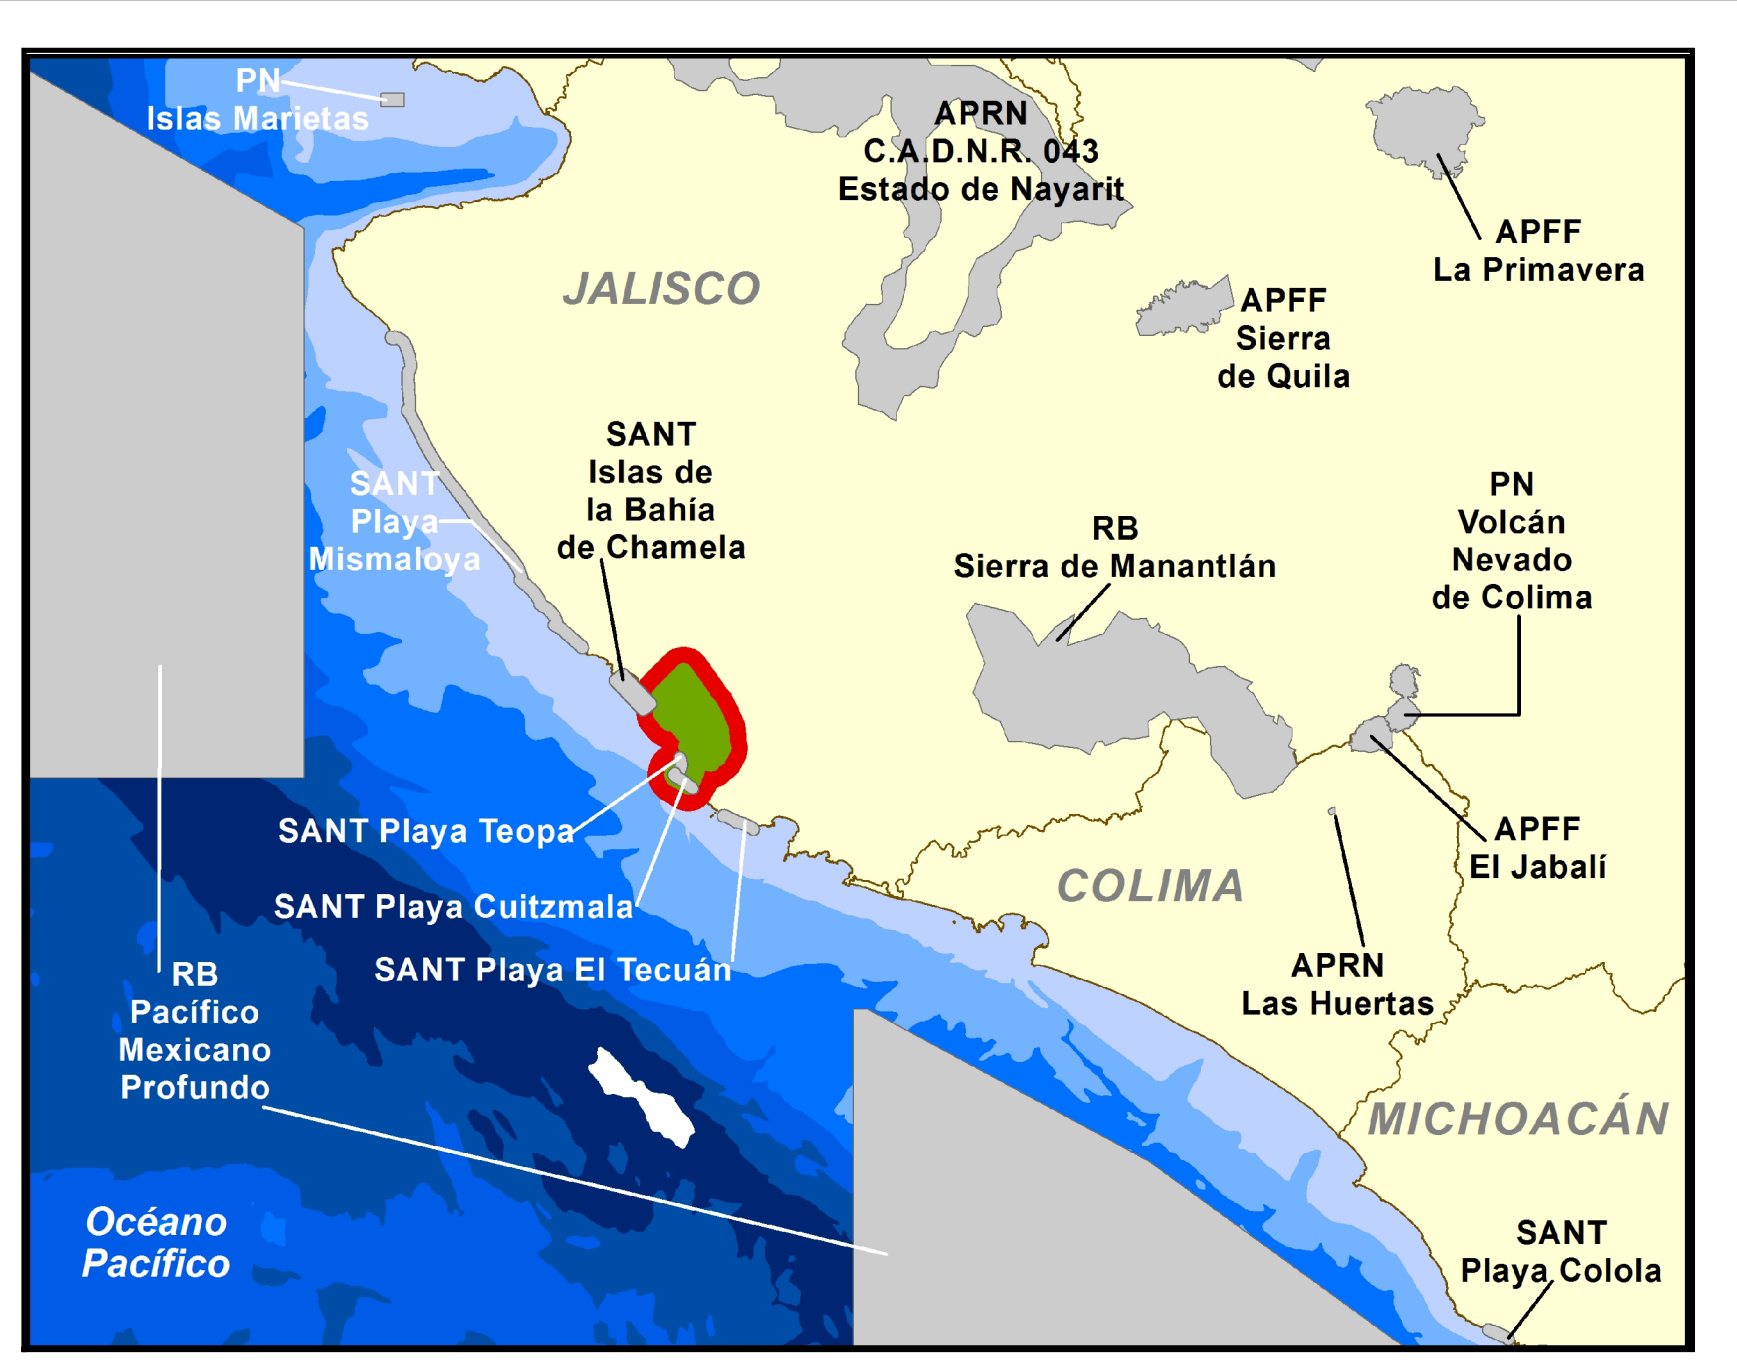 PN
Islas Marietas
APRN
C.A.D.N.R. 043
Estado de Nayarit
APFF
La Primavera
JALISCO
APFF
Sierra
de Quila
SANT
Islas de
la Bahía
de Chamela
SANT
Playa
Mismaloya
RB
Sierra de Manantlán
PN
Volcán
Nevado
de Colima
SANT Playa Teopa
SANT Playa Cuitzmala
SANT Playa El Tecuán
COLIMA
APFF
El Jabalí
APRN
Las Huertas
RB
Pacífico
Mexicano
Profundo
MICHOACÁN
Océano
Pacífico
SANT
Playa Colola